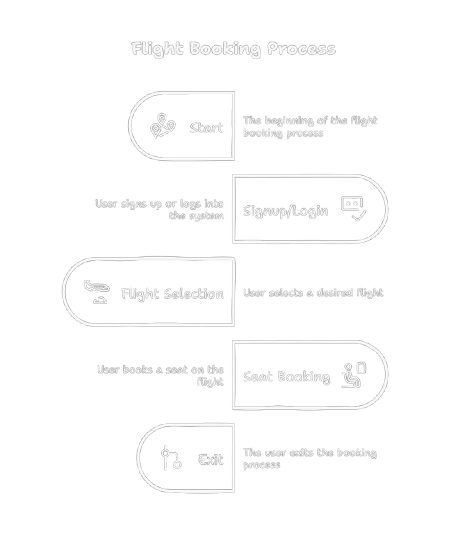 Flight Booking Process
Start
The beginning of the flight
booking process
User signs up or logs into
the system
Signup/Login
Flight Selection
User selects a desired flight
User books a seat on the
flight
Seat Booking
Exit
The user exits the booking
process